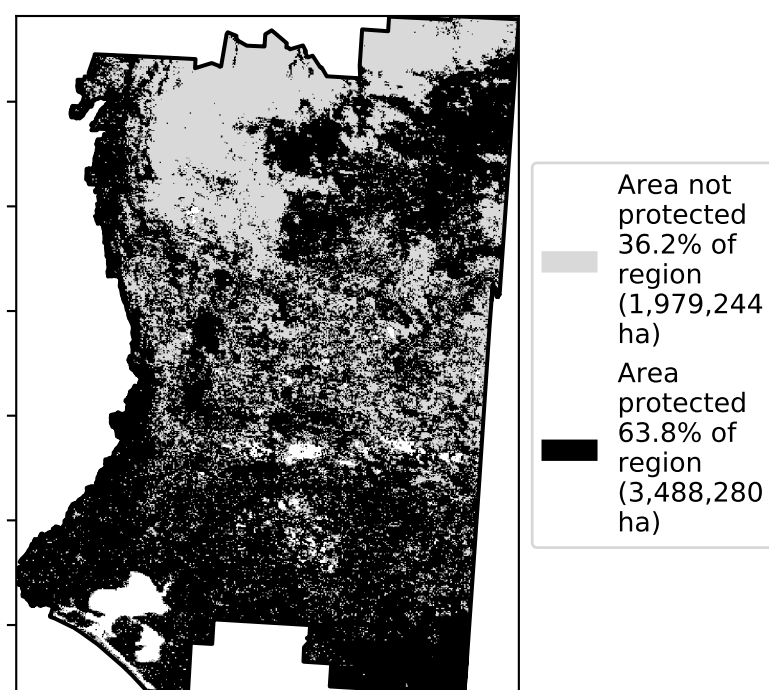 Area not
protected
36.2% of
region
(1,979,244
ha)
Area
protected
63.8% of
region
(3,488,280
ha)